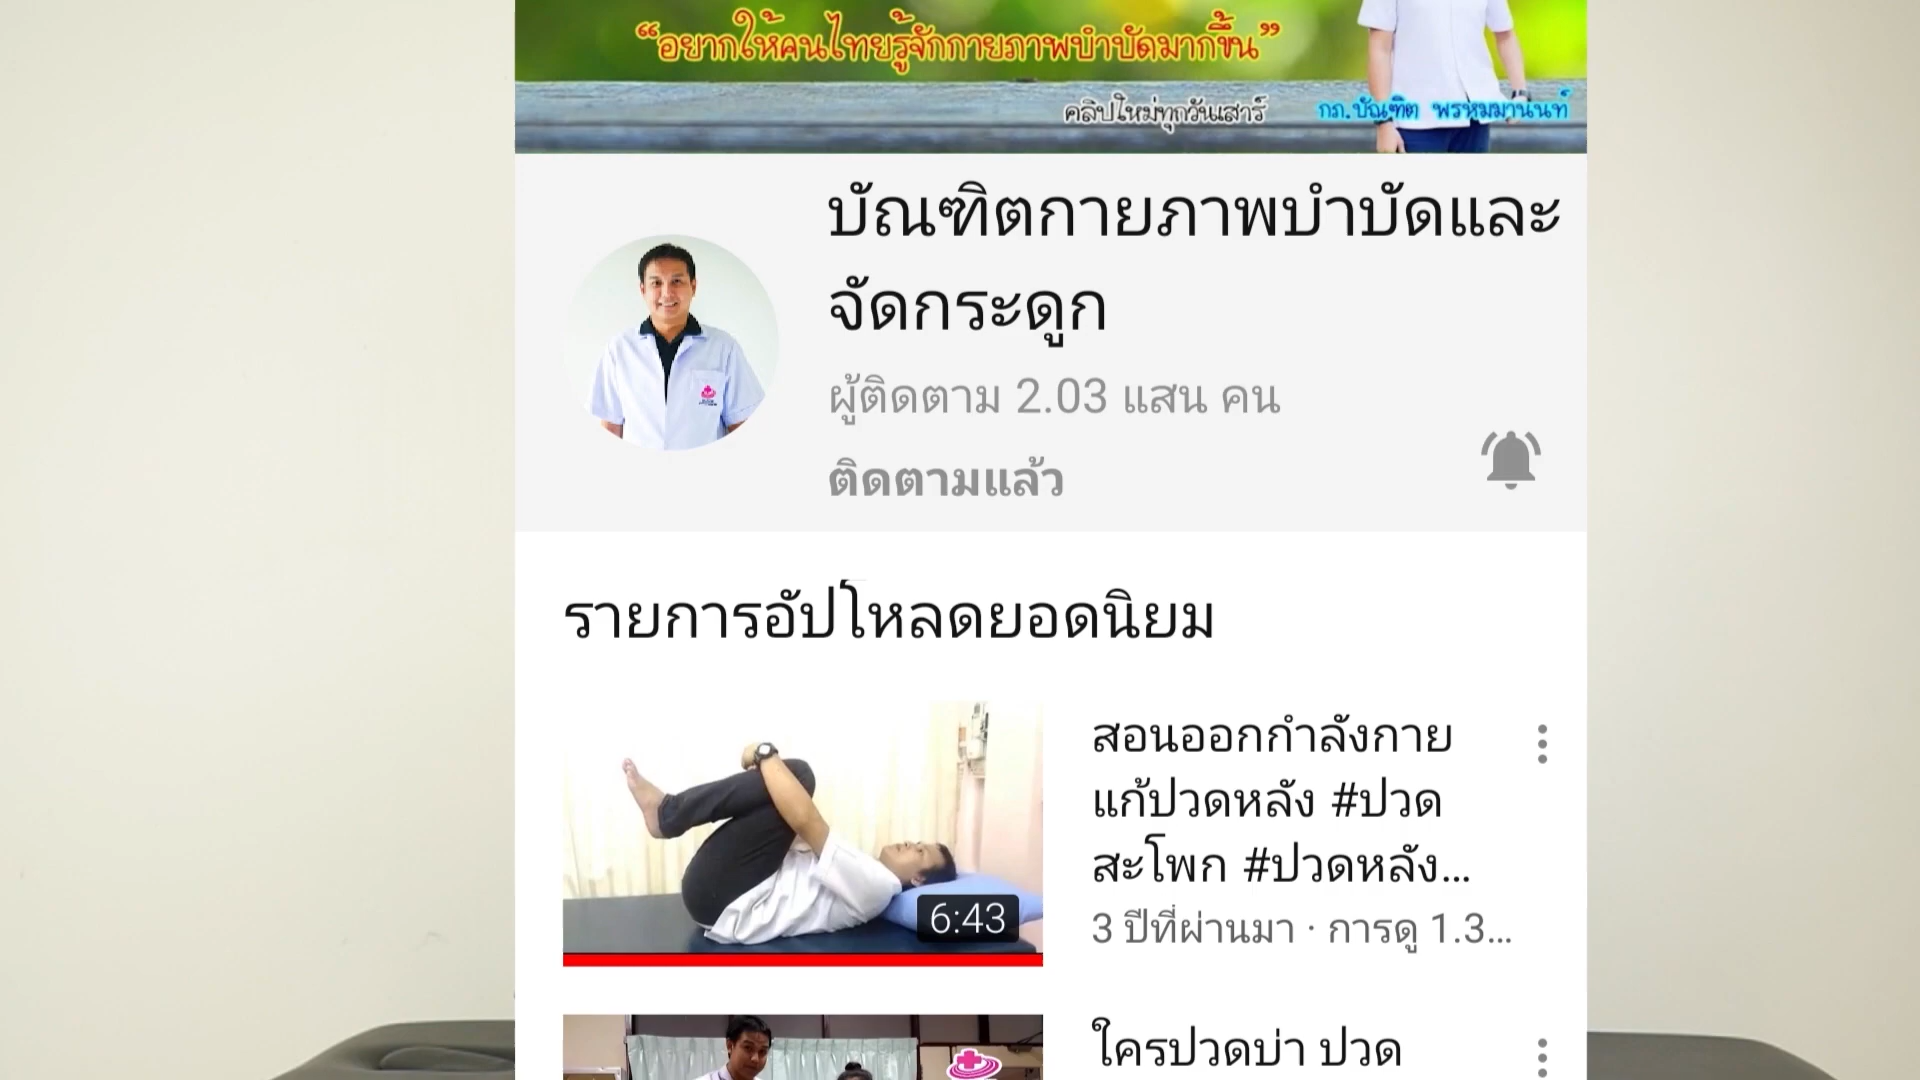 “อยากให้คนไทยรู้จักกายภาพบำบัดมากขึ้น”
คลิปใหม่ทุกวันเสาร์
กภ.บัณฑิต พรหมมานนท์
บัณฑิตกายภาพบำบัดและ
จัดกระดูก
ผู้ติดตาม 2.03 แสน คน
ติดตามแล้ว
รายการอัปโหลดยอดนิยม
สอนออกกำลังกาย
แก้ปวดหลัง #ปวด
สะโพก #ปวดหลัง...
3 ปีที่ผ่านมา · การดู 1.3...
6:43
ใครปวดบ่า ปวด